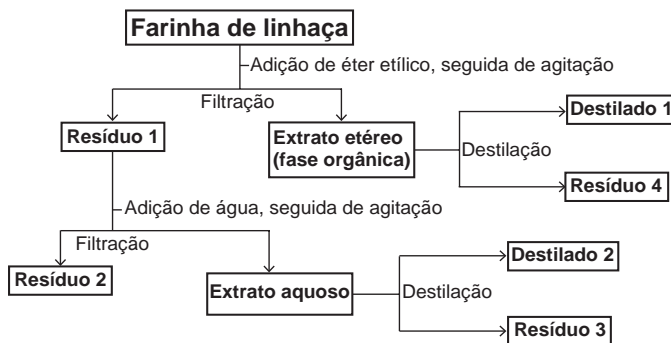 Farinha de linhaça
Adição de éter etílico, seguida de agitação
Filtração
Resíduo 1
Extrato etéreo
(fase orgânica)
Destilação
Destilado 1
Resíduo 4
Adição de água, seguida de agitação
Filtração
Resíduo 2
Extrato aquoso
Destilação
Destilado 2
Resíduo 3